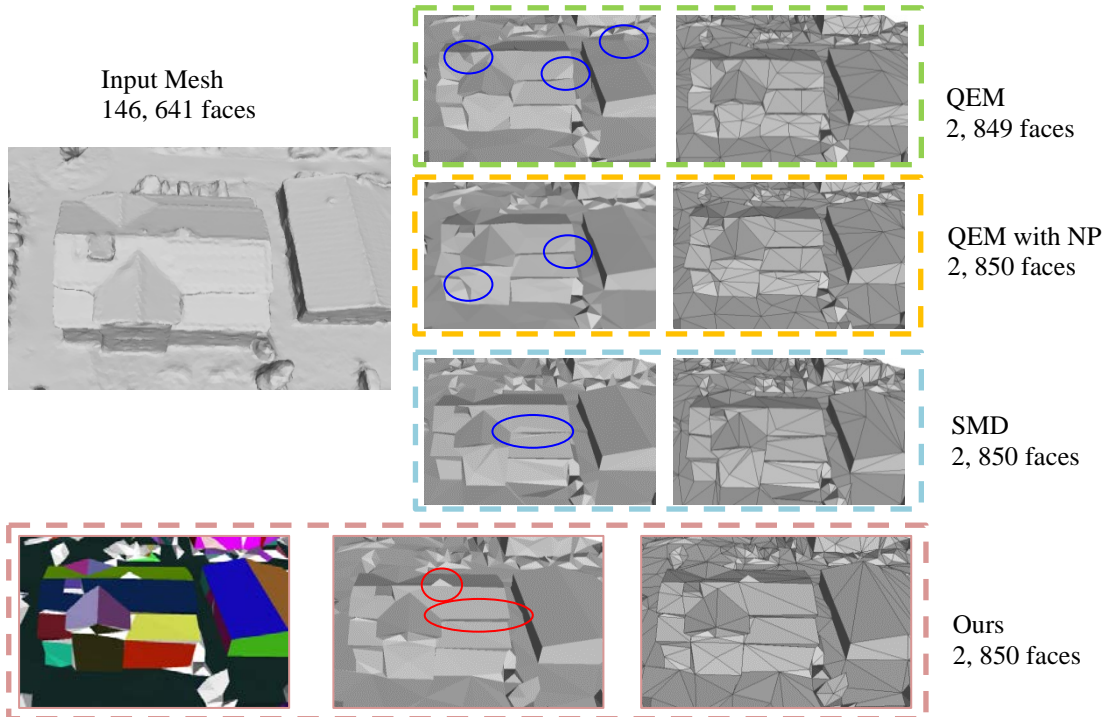 Input Mesh
146, 641 faces
QEM
2, 849 faces
QEM with NP
2, 850 faces
SMD
2, 850 faces
Ours
2, 850 faces